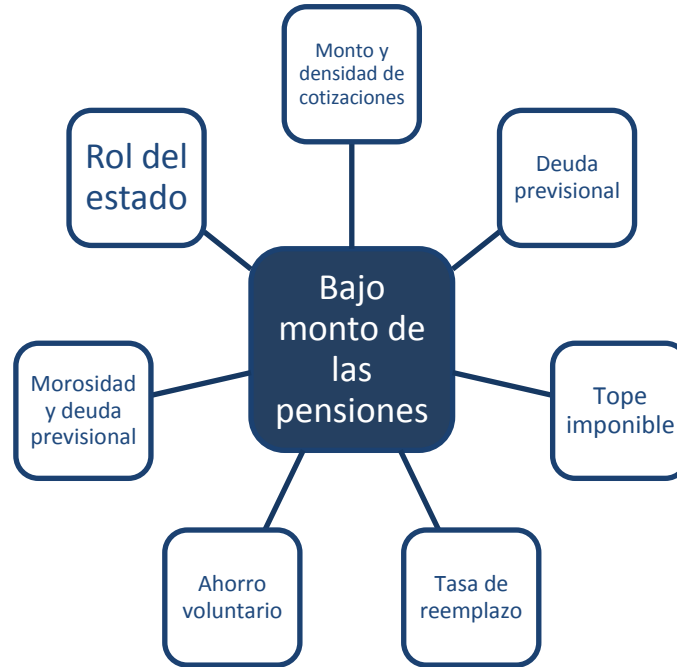 Monto y
densidad de
cotizaciones
Rol del
estado
Deuda
previsional
Bajo
monto de
las
pensiones
Morosidad
y deuda
previsional
Tope
imponible
Ahorro
voluntario
Tasa de
reemplazo